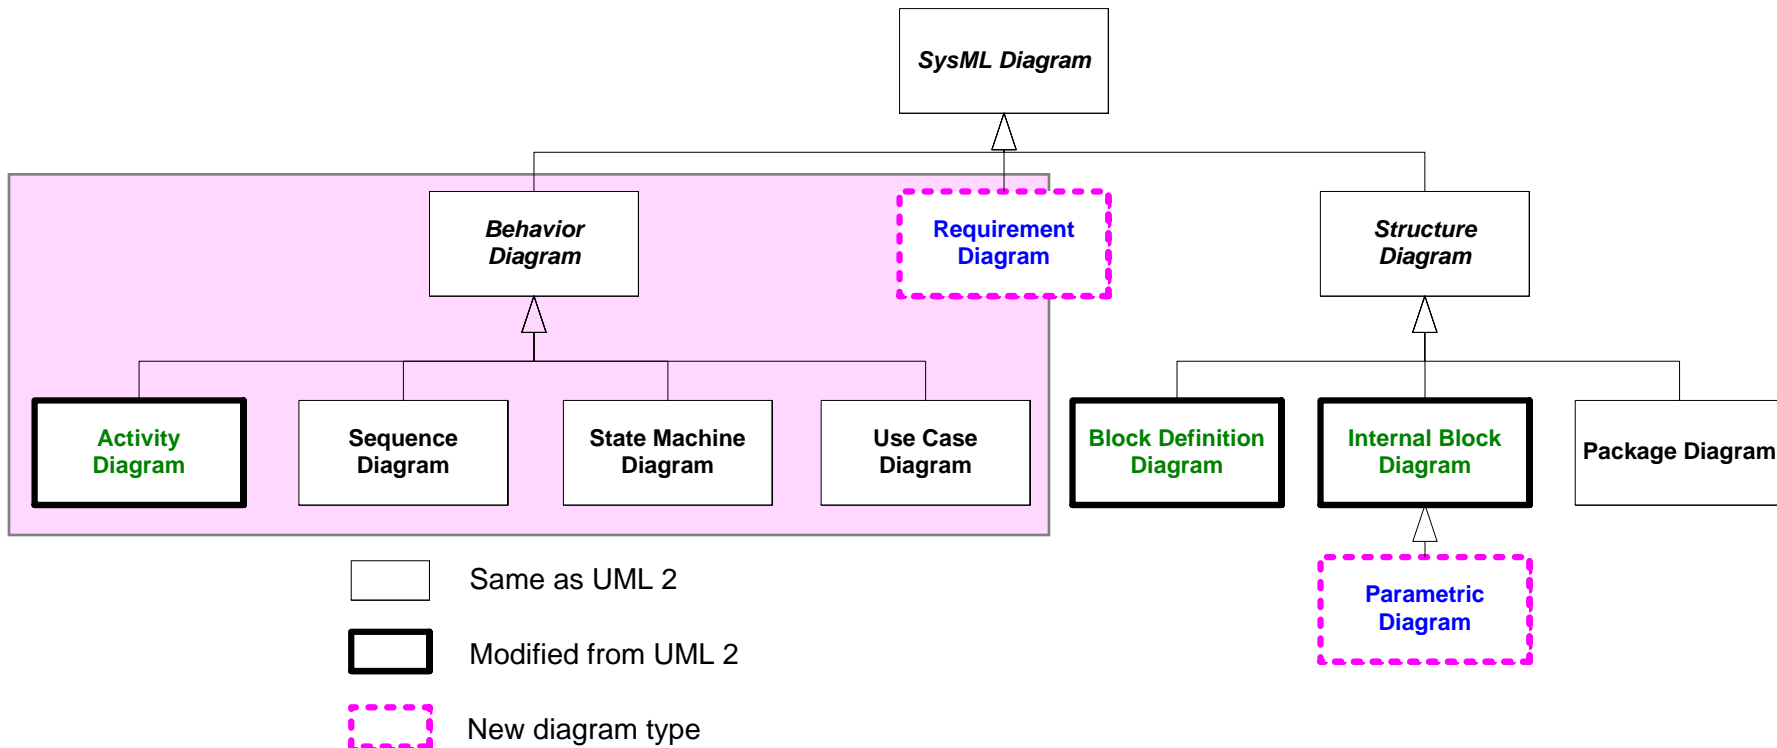 SysML Diagram
Behavior
Diagram
Requirement
Diagram
Structure
Diagram
Activity
Diagram
Sequence
Diagram
State Machine
Diagram
Use Case
Diagram
Block Definition
Diagram
Internal Block
Diagram
Package Diagram
Same as UML 2
Parametric
Diagram
Modified from UML 2
New diagram type